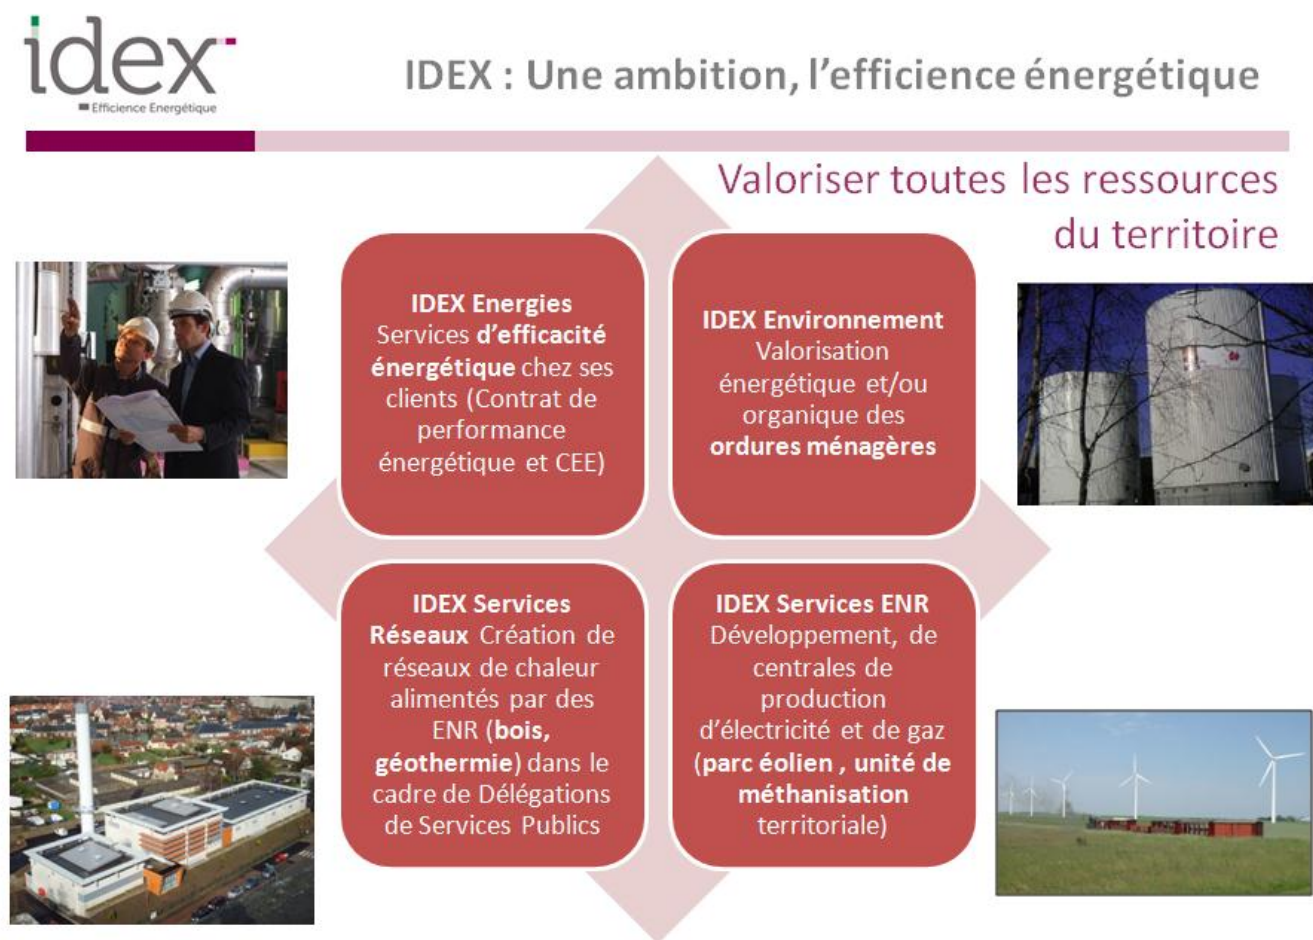 idex
Efficience Energétique
IDEX : Une ambition, l’efficience énergétique
Valoriser toutes les ressources
du territoire
IDEX Energies
Services d’efficacité
énergétique chez ses
clients (Contrat de
performance
énergétique et CEE)
IDEX Environnement
Valorisation
énergétique et/ou
organique des
ordures ménagères
IDEX Services
Réseaux Création de
réseaux de chaleur
alimentés par des
ENR (bois,
géothermie) dans le
cadre de Délégations
de Services Publics
IDEX Services ENR
Développement, de
centrales de
production
d’électricité et de gaz
(parc éolien , unité de
méthanisation
territoriale)